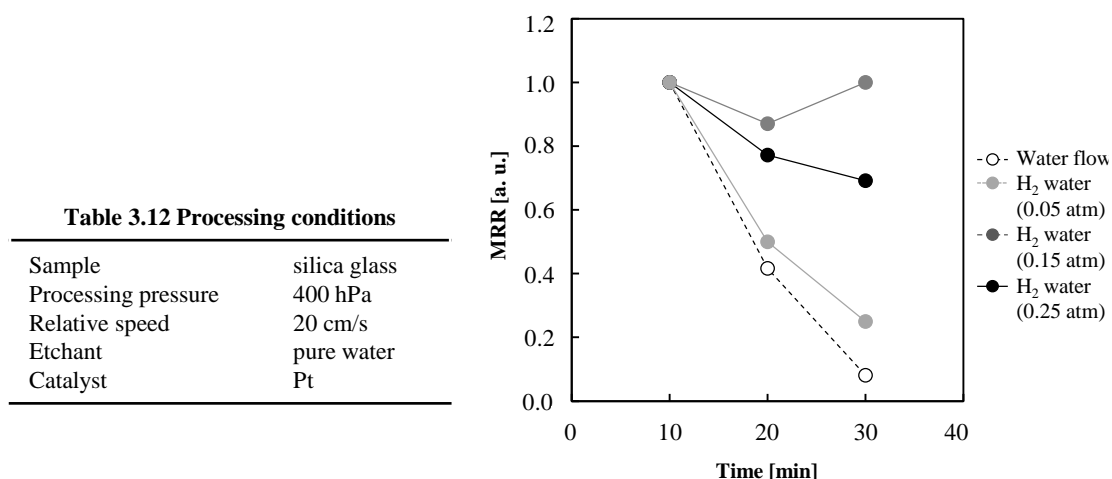 Table 3.12 Processing conditions
Sample silica glass
Processing pressure 400 hPa
Relative speed 20 cm/s
Etchant pure water
Catalyst Pt
MRR [a. u.]
1.2
1.0
0.8
0.6
0.4
0.2
0.0
0 10 20 30 40
Time [min]
Water flow
H₂ water
(0.05 atm)
H₂ water
(0.15 atm)
H₂ water
(0.25 atm)